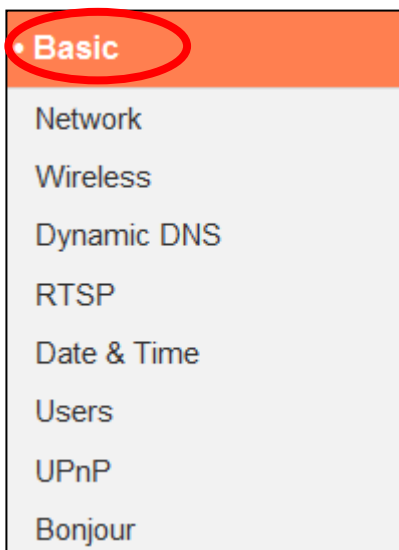 • Basic
Network
Wireless
Dynamic DNS
RTSP
Date & Time
Users
UPnP
Bonjour